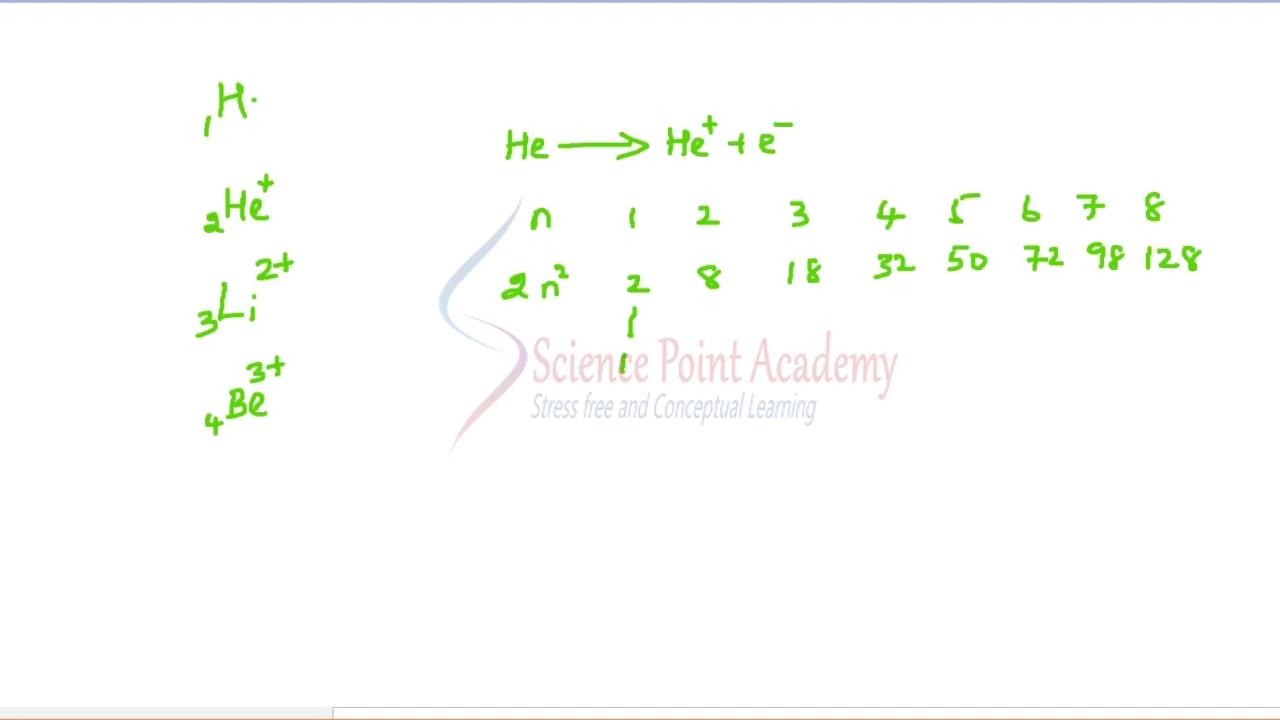 ₁H·
₂He⁺
₃Li²⁺
₄Be³⁺
He ⟶ He⁺ + e⁻
n 1 2 3 4 5 6 7 8
2n² 2 8 18 32 50 72 98 128
1
1
Science Point Academy
Stress free and Conceptual Learning